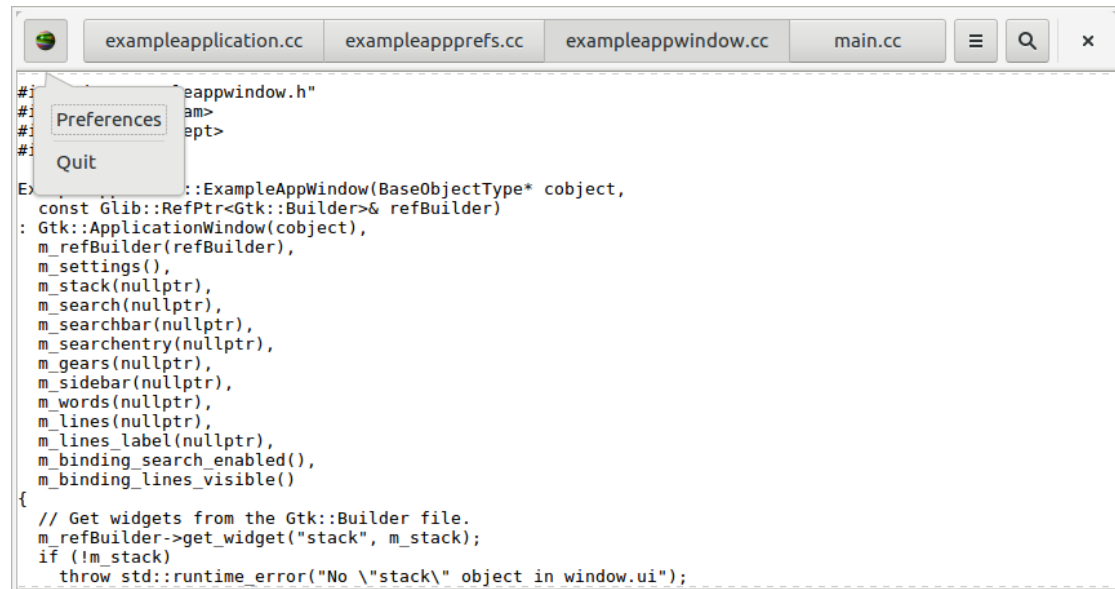 exampleapplication.cc exampleappprefs.cc exampleappwindow.cc main.cc
#i eappwindow.h"
#i am>
#i ept>
#i
Preferences
Quit
Ex ::ExampleAppWindow(BaseObjectType* cobject,
const Glib::RefPtr<Gtk::Builder>& refBuilder)
: Gtk::ApplicationWindow(cobject),
m_refBuilder(refBuilder),
m_settings(),
m_stack(nullptr),
m_search(nullptr),
m_searchbar(nullptr),
m_searchentry(nullptr),
m_gears(nullptr),
m_sidebar(nullptr),
m_words(nullptr),
m_lines(nullptr),
m_lines_label(nullptr),
m_binding_search_enabled(),
m_binding_lines_visible()
{
// Get widgets from the Gtk::Builder file.
m_refBuilder->get_widget("stack", m_stack);
if (!m_stack)
throw std::runtime_error("No \"stack\" object in window.ui");